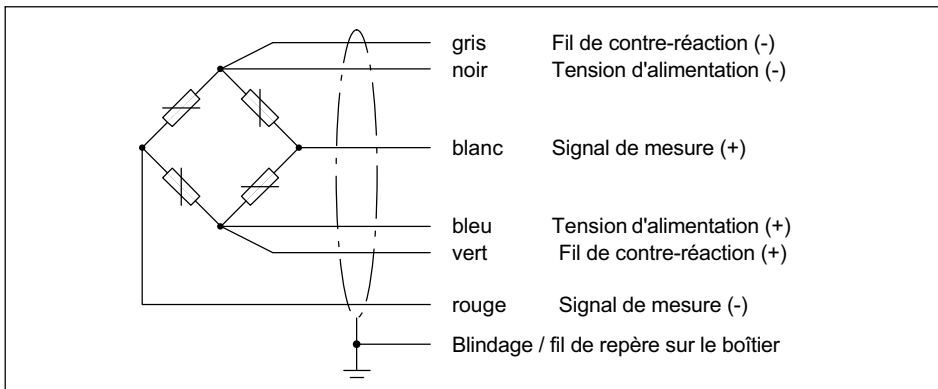 gris Fil de contre-réaction (-)
noir Tension d'alimentation (-)
blanc Signal de mesure (+)
bleu Tension d'alimentation (+)
vert Fil de contre-réaction (+)
rouge Signal de mesure (-)
Blindage / fil de repère sur le boîtier